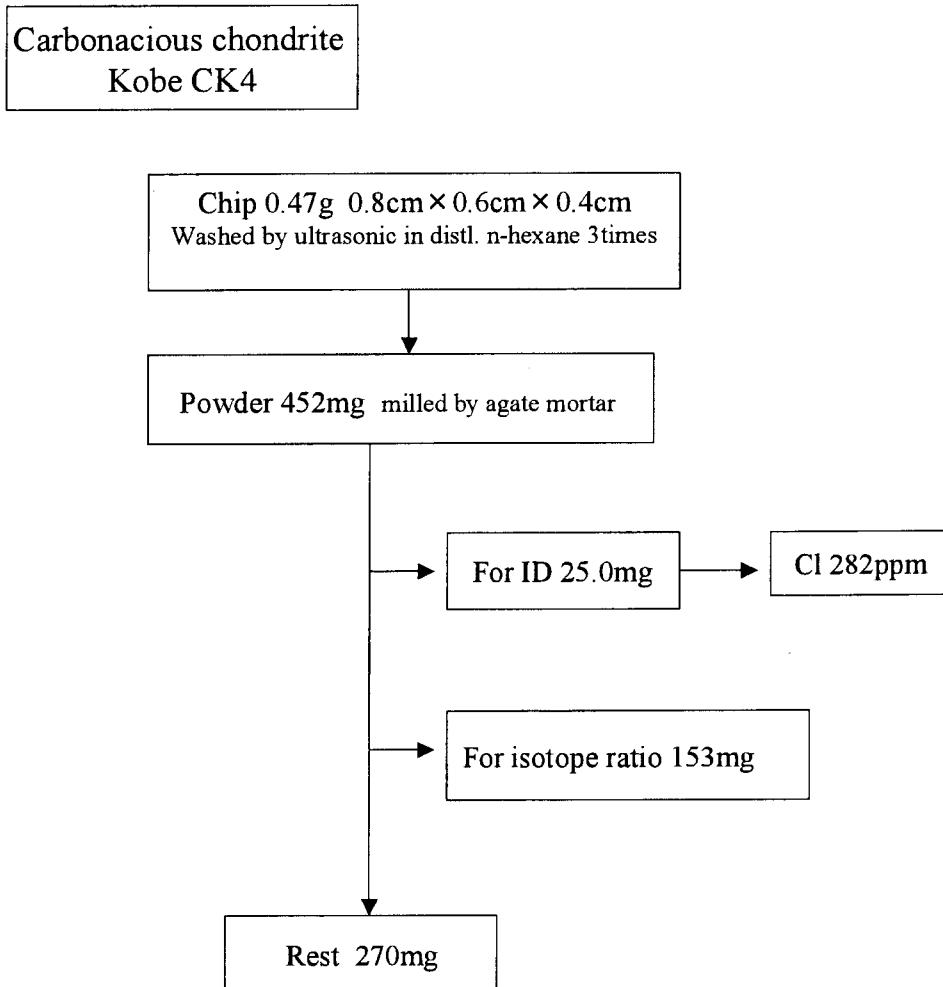 Carbonacious chondrite
Kobe CK4
Chip 0.47g 0.8cm×0.6cm×0.4cm
Washed by ultrasonic in distl. n-hexane 3times
Powder 452mg milled by agate mortar
For ID 25.0mg
Cl 282ppm
For isotope ratio 153mg
Rest 270mg